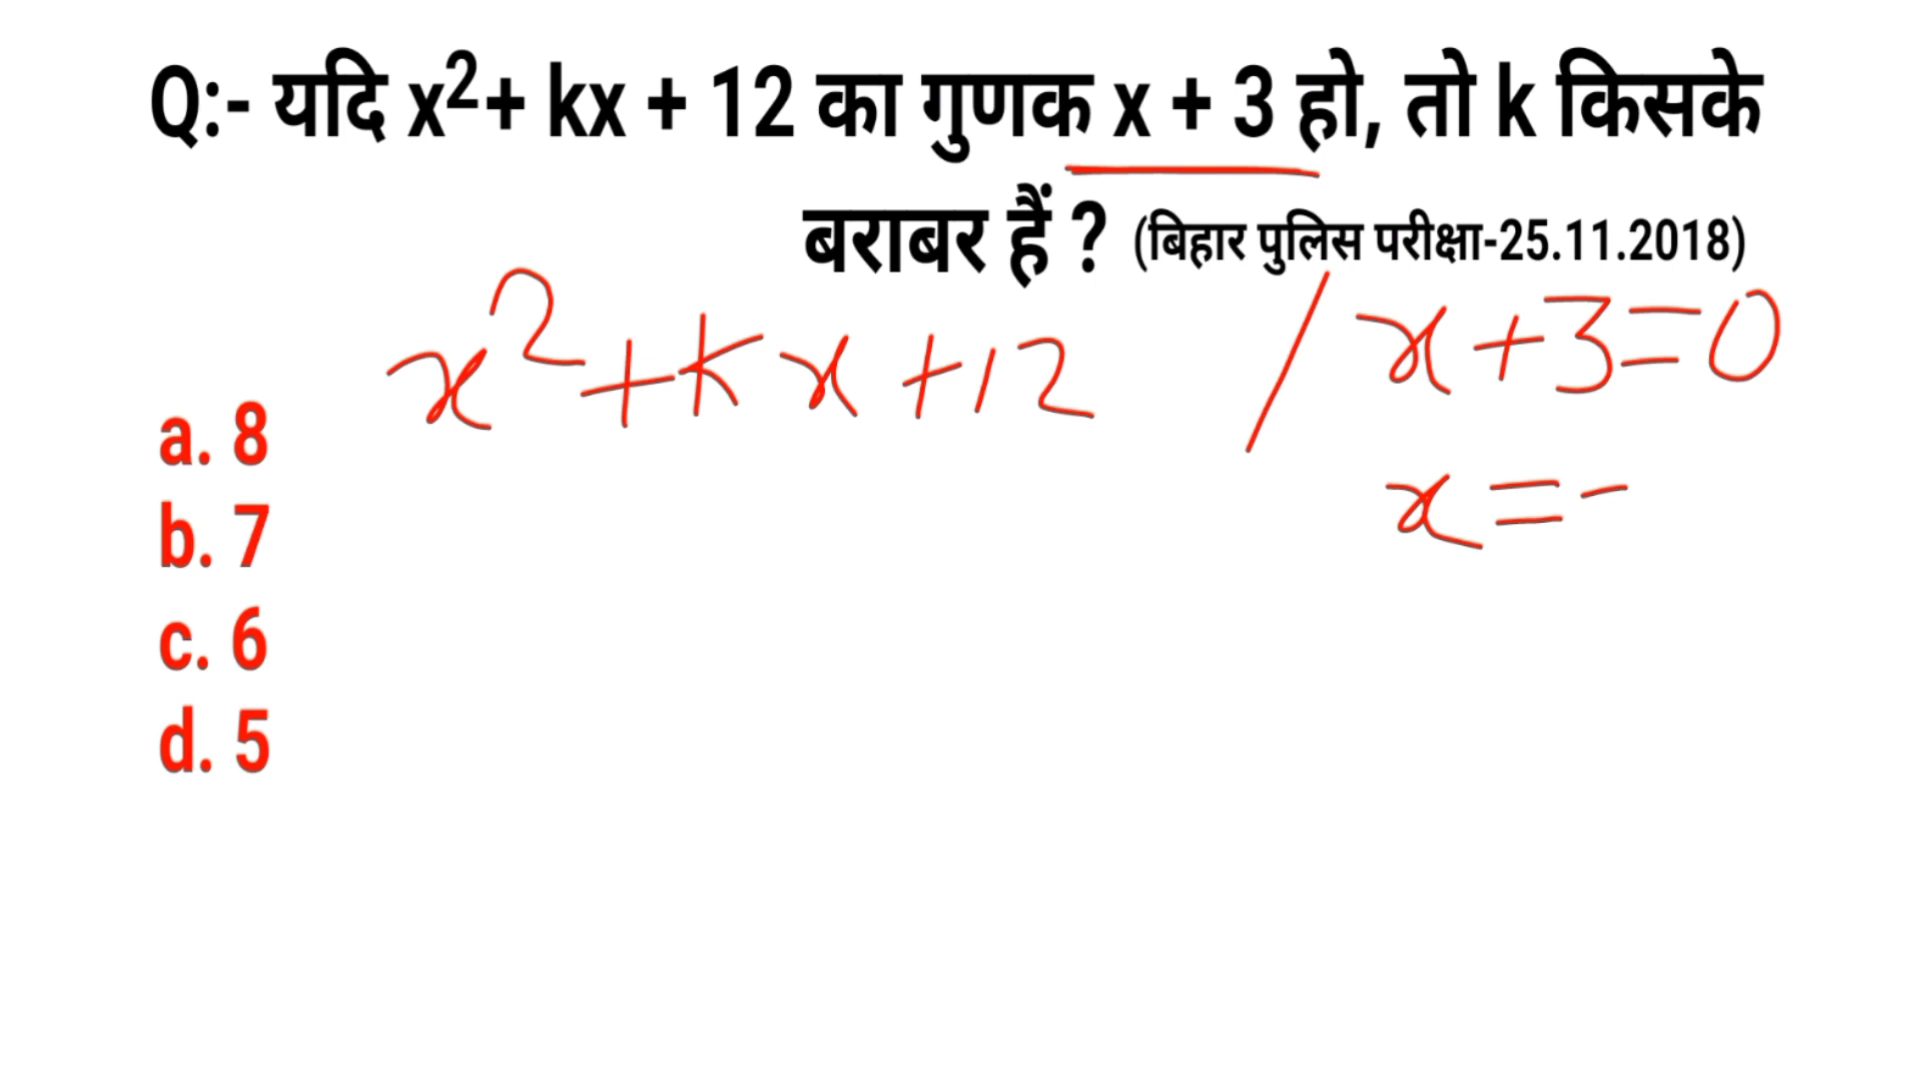 Q:- यदि x²+ kx + 12 का गुणक x + 3 हो, तो k किसके
बराबर हैं ? (बिहार पुलिस परीक्षा-25.11.2018)
x²+kx+12 / x+3=0
x=-
a. 8
b. 7
c. 6
d. 5